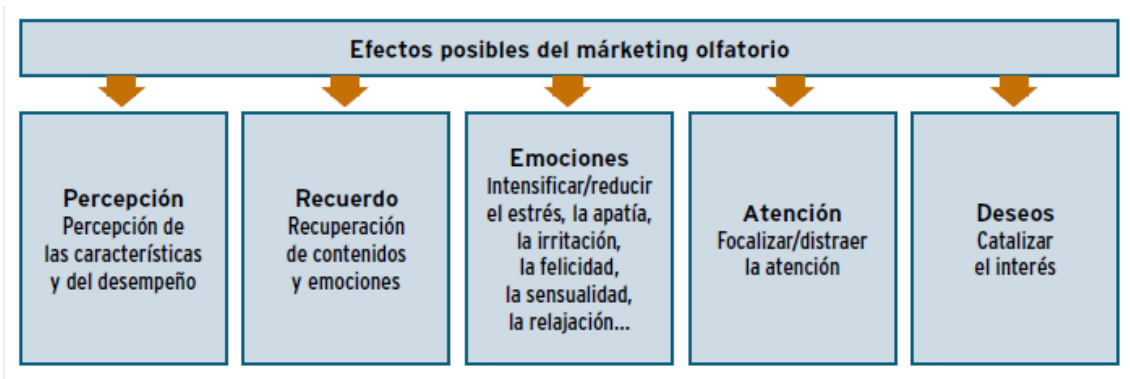 Efectos posibles del márketing olfatorio
Percepción
Percepción de
las características
y del desempeño
Recuerdo
Recuperación
de contenidos
y emociones
Emociones
Intensificar/reducir
el estrés, la apatía,
la irritación,
la felicidad,
la sensualidad,
la relajación...
Atención
Focalizar/distraer
la atención
Deseos
Catalizar
el interés